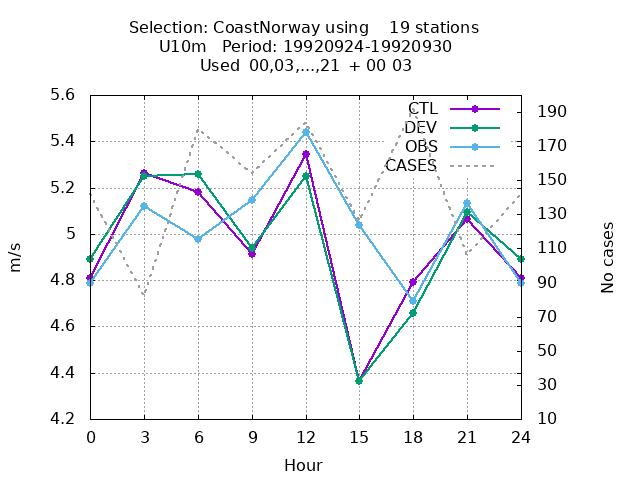 Selection: CoastNorway using    19 stations
U10m   Period: 19920924-19920930
Used  00,03,...,21  + 00 03
5.6
5.4
5.2
5
4.8
4.6
4.4
4.2
m/s
CTL
DEV
OBS
CASES
190
170
150
130
110
90
70
50
30
10
No cases
0 3 6 9 12 15 18 21 24
Hour